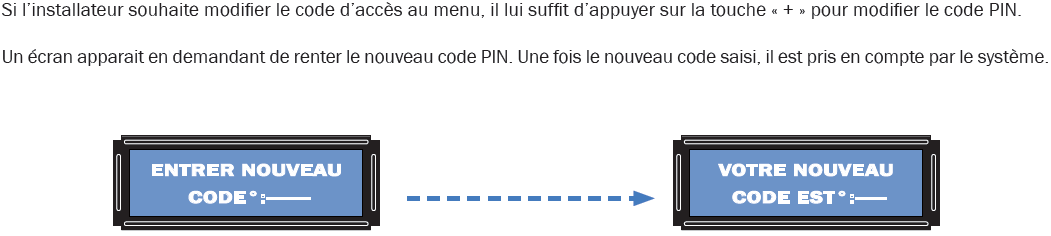 Si l’installateur souhaite modifier le code d’accès au menu, il lui suffit d’appuyer sur la touche « + » pour modifier le code PIN.
Un écran apparait en demandant de renter le nouveau code PIN. Une fois le nouveau code saisi, il est pris en compte par le système.
ENTRER NOUVEAU
CODE°:––––
VOTRE NOUVEAU
CODE EST°:–––